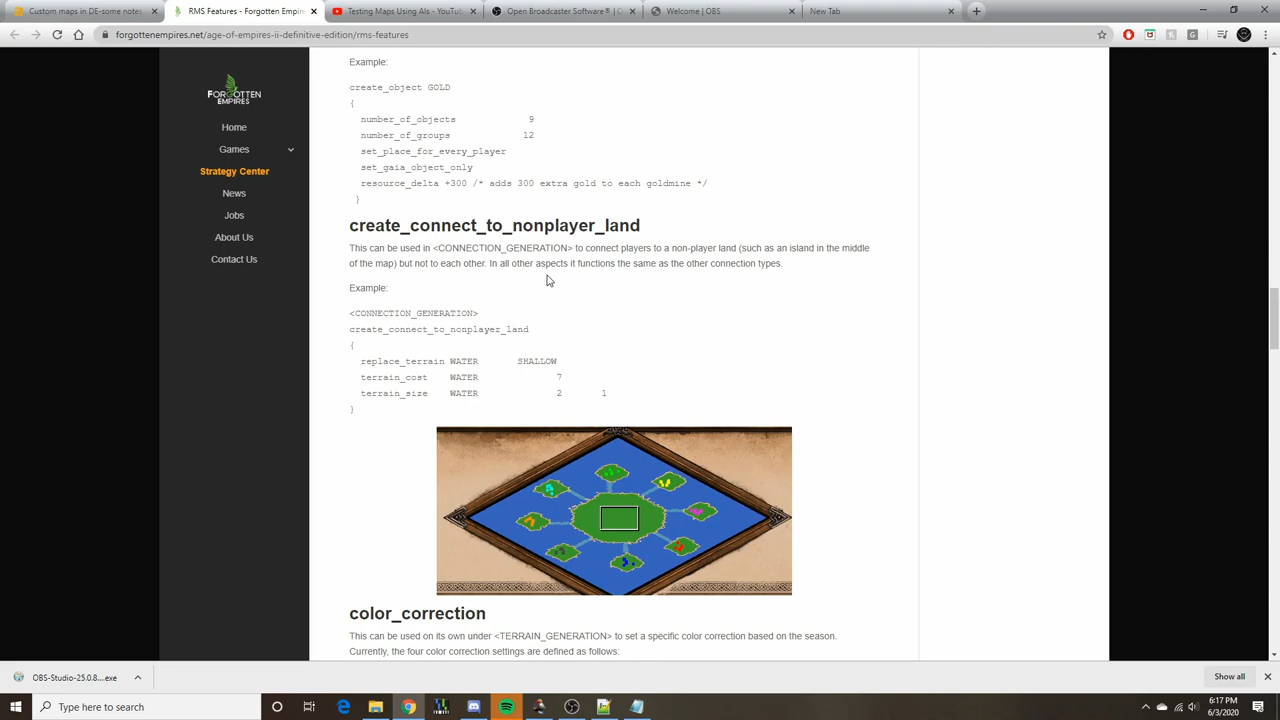 Custom maps in DE-some notes
RMS Features - Forgotten Empir
Testing Maps Using AIs - YouTu
Open Broadcaster Software® | C
Welcome | OBS
New Tab
forgottenempires.net/age-of-empires-ii-definitive-edition/rms-features
FORGOTTEN
EMPIRES
Home
Games
Strategy Center
News
Jobs
About Us
Contact Us
Example:
create_object GOLD
{
number_of_objects 9
number_of_groups 12
set_place_for_every_player
set_gaia_object_only
resource_delta +300 /* adds 300 extra gold to each goldmine */
}
create_connect_to_nonplayer_land
This can be used in <CONNECTION_GENERATION> to connect players to a non-player land (such as an island in the middle
of the map) but not to each other. In all other aspects it functions the same as the other connection types.
Example:
<CONNECTION_GENERATION>
create_connect_to_nonplayer_land
{
replace_terrain WATER SHALLOW
terrain_cost WATER 7
terrain_size WATER 2 1
}
color_correction
This can be used on its own under <TERRAIN_GENERATION> to set a specific color correction based on the season.
Currently, the four color correction settings are defined as follows:
OBS-Studio-25.0.8....exe
Show all
Type here to search
6:17 PM
6/3/2020